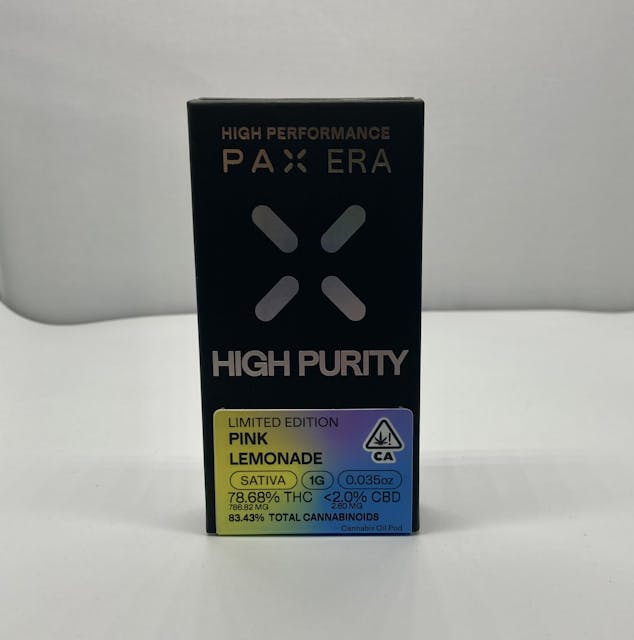 HIGH PERFORMANCE
PAX ERA
HIGH PURITY
LIMITED EDITION
PINK
LEMONADE
SATIVA 1G 0.035oz
78.68% THC <2.0% CBD
786.82 MG 2.60 MG
83.43% TOTAL CANNABINOIDS
Cannabis Oil Pod
CA